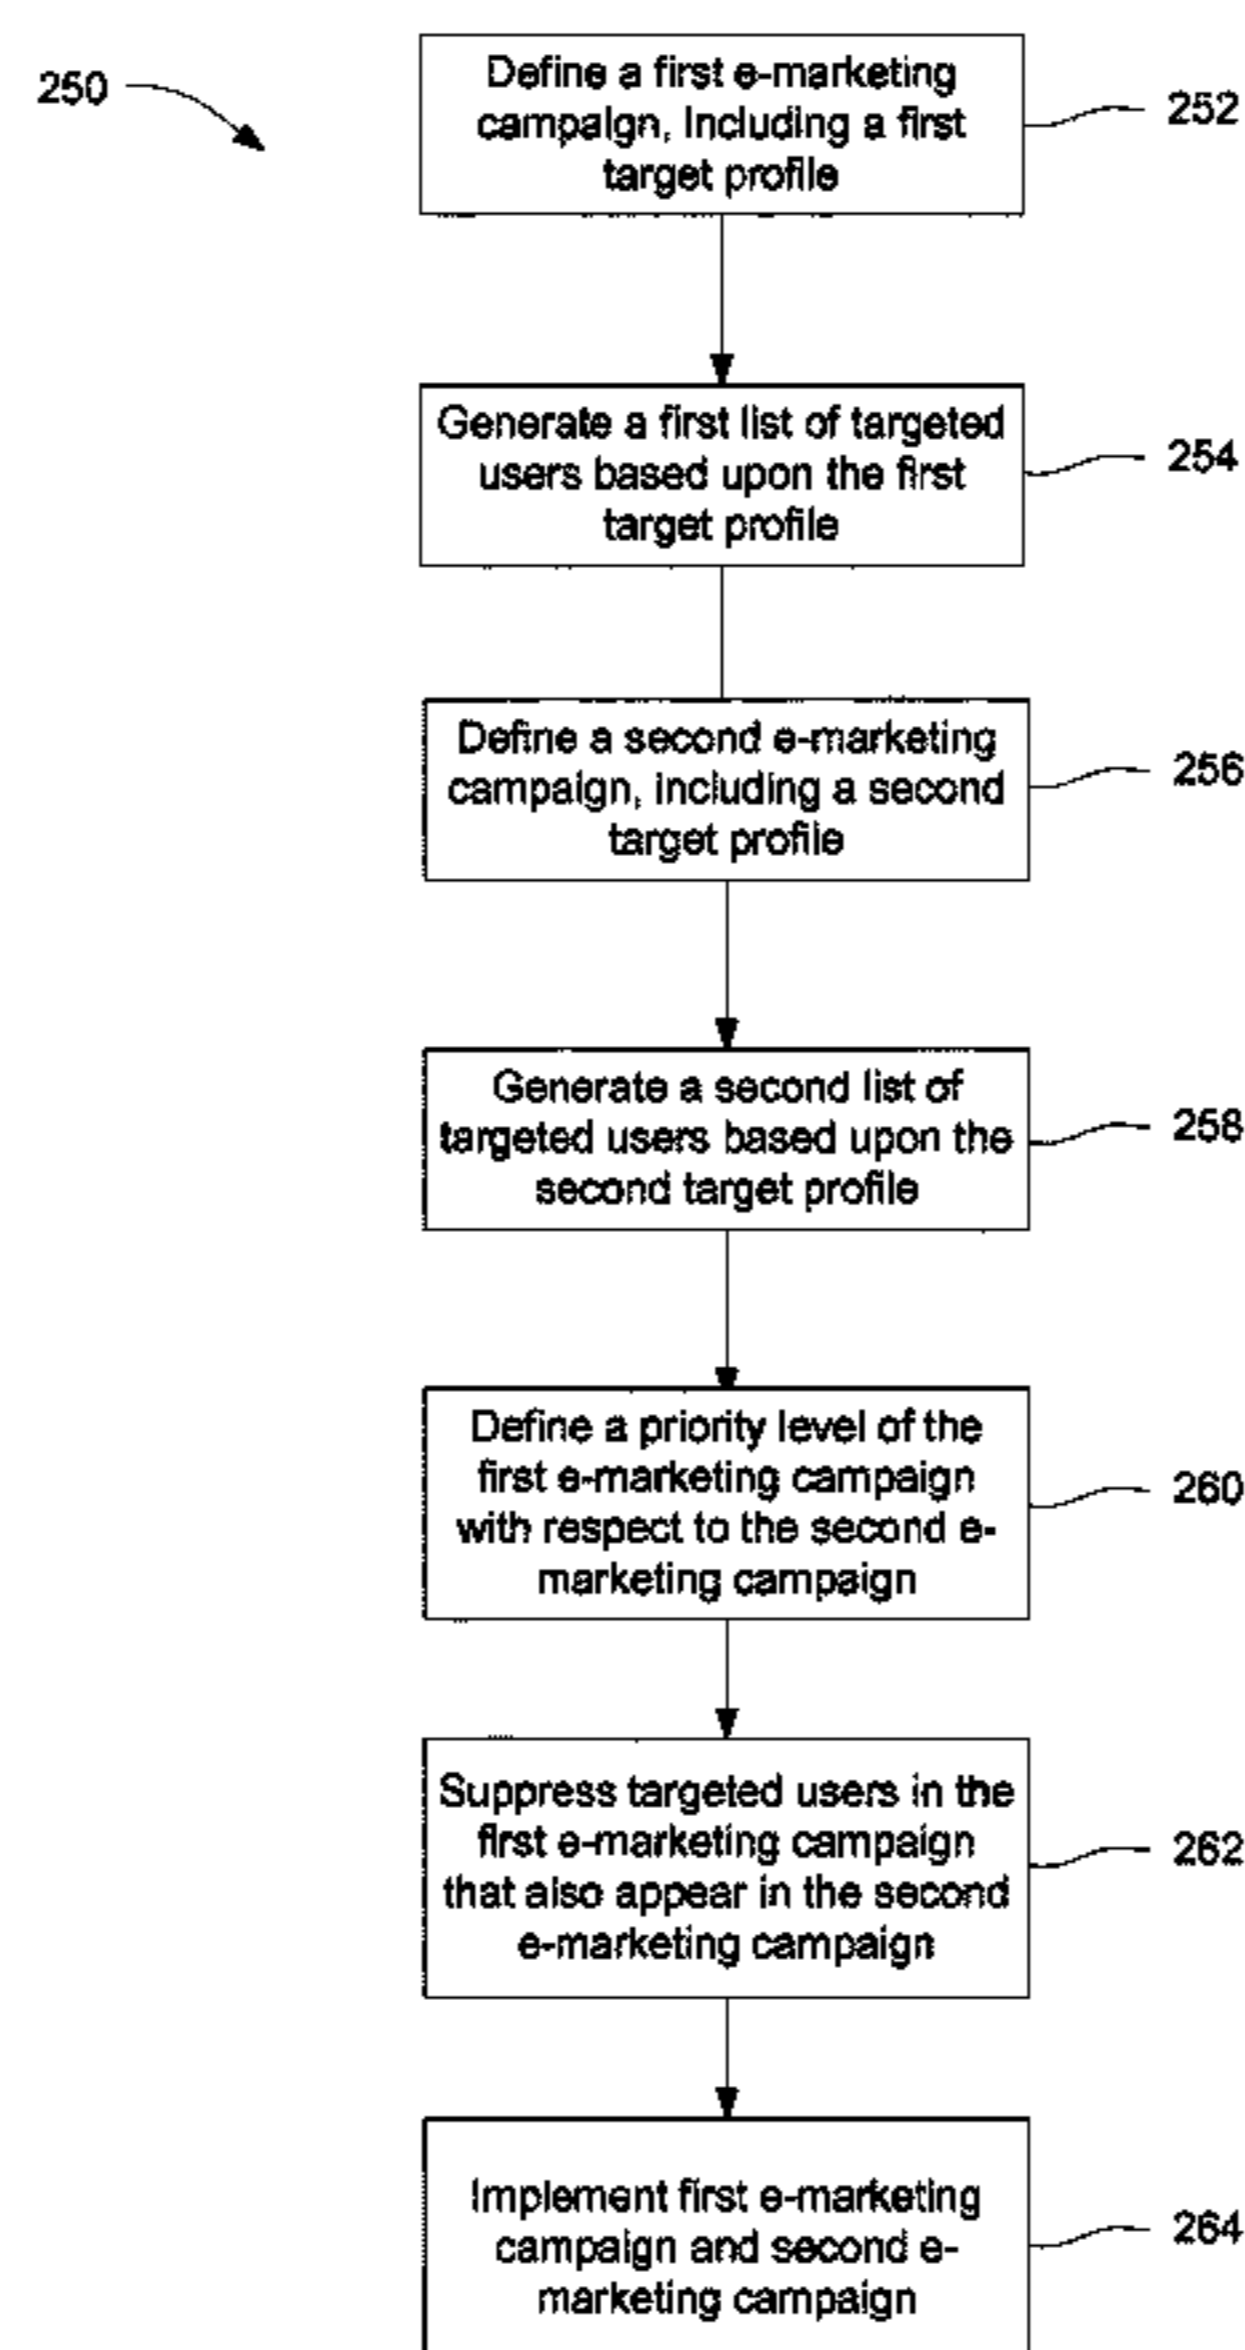 250
Define a first e-marketing
campaign, including a first
target profile
252
Generate a first list of targeted
users based upon the first
target profile
254
Define a second e-marketing
campaign, including a second
target profile
256
Generate a second list of
targeted users based upon the
second target profile
258
Define a priority level of the
first e-marketing campaign
with respect to the second e-
marketing campaign
260
Suppress targeted users in the
first e-marketing campaign
that also appear in the second
e-marketing campaign
262
Implement first e-marketing
campaign and second e-
marketing campaign
264